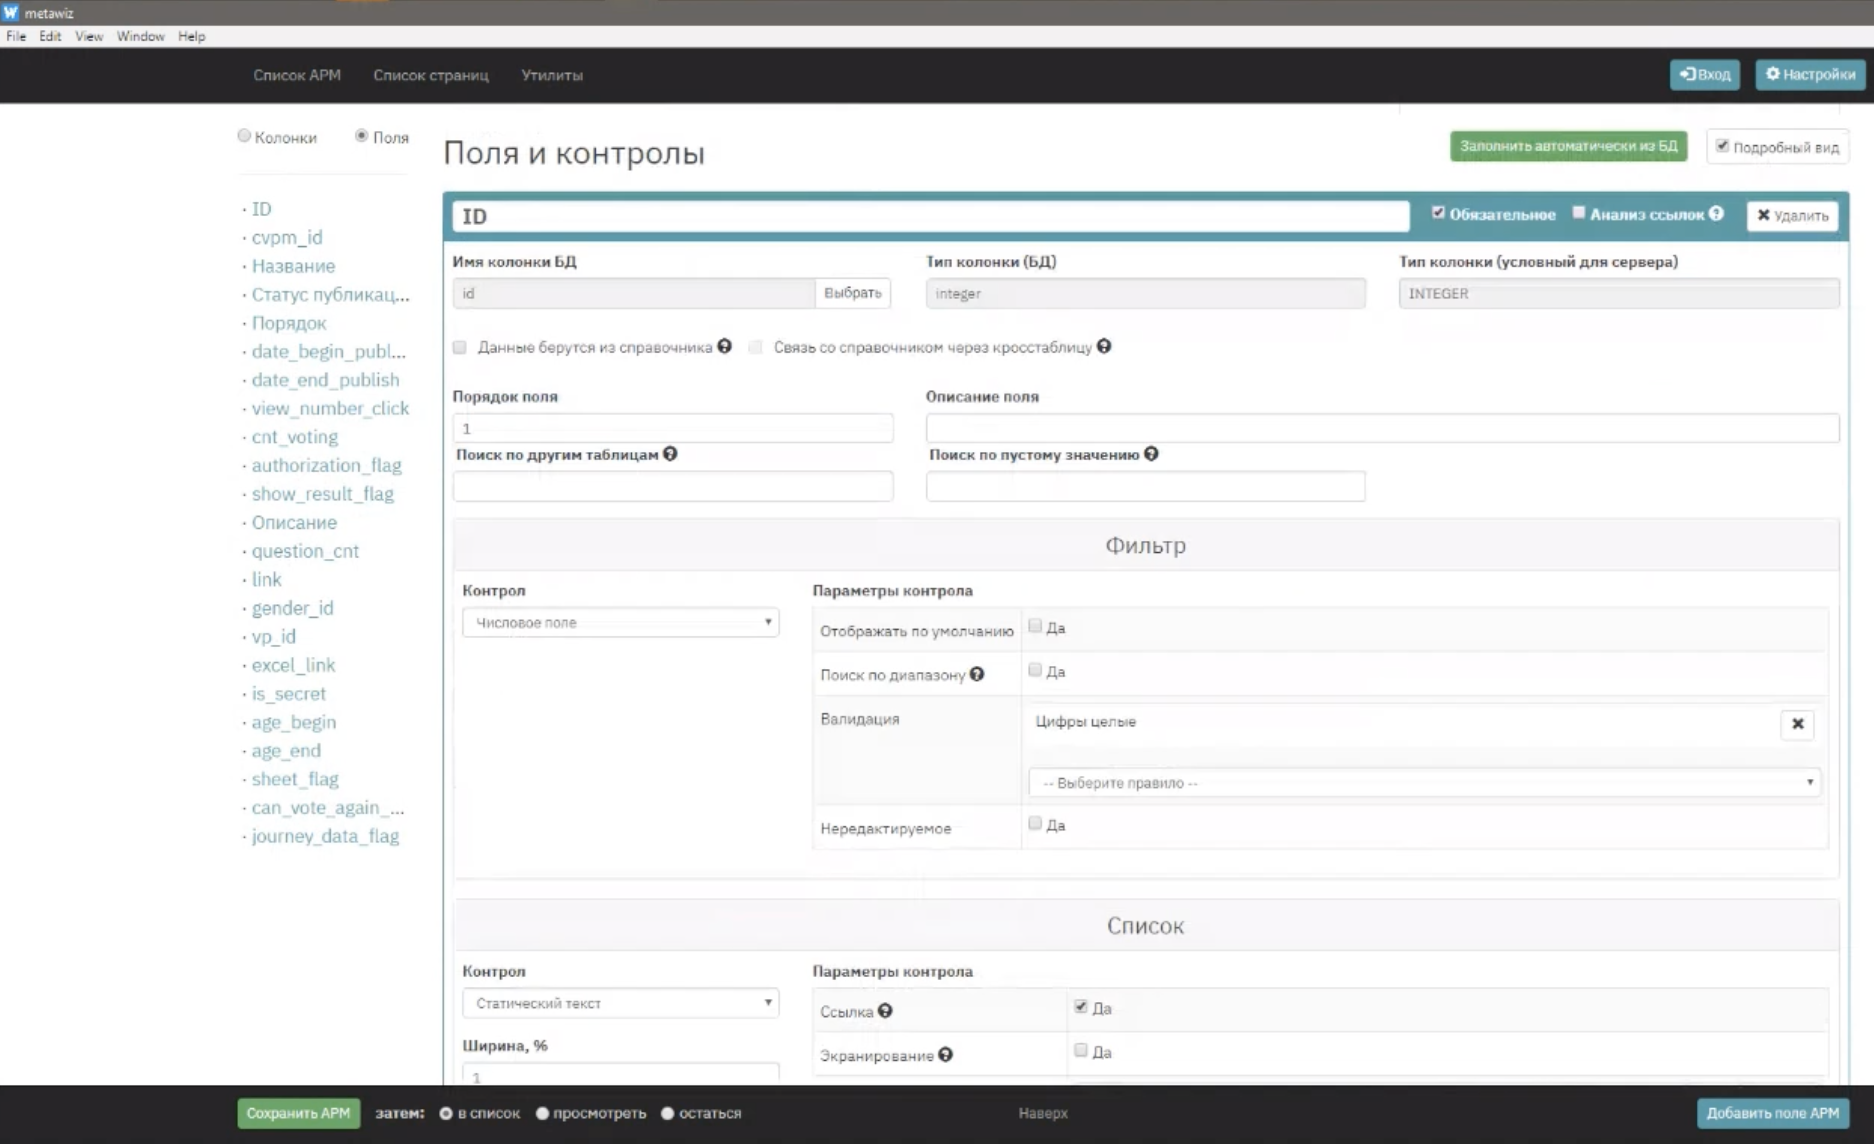 metawiz
File Edit View Window Help
Список АРМ Список страниц Утилиты Вход Настройки
Колонки Поля
Поля и контролы Заполнить автоматически из БД Подробный вид
ID Обязательное Анализ ссылок Удалить
· ID
· cvpm_id
· Название
· Статус публикац...
· Порядок
· date_begin_publ...
· date_end_publish
· view_number_click
· cnt_voting
· authorization_flag
· show_result_flag
· Описание
· question_cnt
· link
· gender_id
· vp_id
· excel_link
· is_secret
· age_begin
· age_end
· sheet_flag
· can_vote_again_...
· journey_data_flag
Имя колонки БД Тип колонки (БД) Тип колонки (условный для сервера)
id Выбрать integer INTEGER
Данные берутся из справочника ? Связь со справочником через кросстаблицу ?
Порядок поля Описание поля
1
Поиск по другим таблицам ? Поиск по пустому значению ?
Фильтр
Контрол Параметры контрола
Числовое поле
Отображать по умолчанию Да
Поиск по диапазону ? Да
Валидация Цифры целые
-- Выберите правило --
Нередактируемое Да
Список
Контрол Параметры контрола
Статический текст Ссылка ? Да
Ширина, % Экранирование ? Да
1
Сохранить АРМ затем: в список просмотреть остаться Наверх Добавить поле АРМ